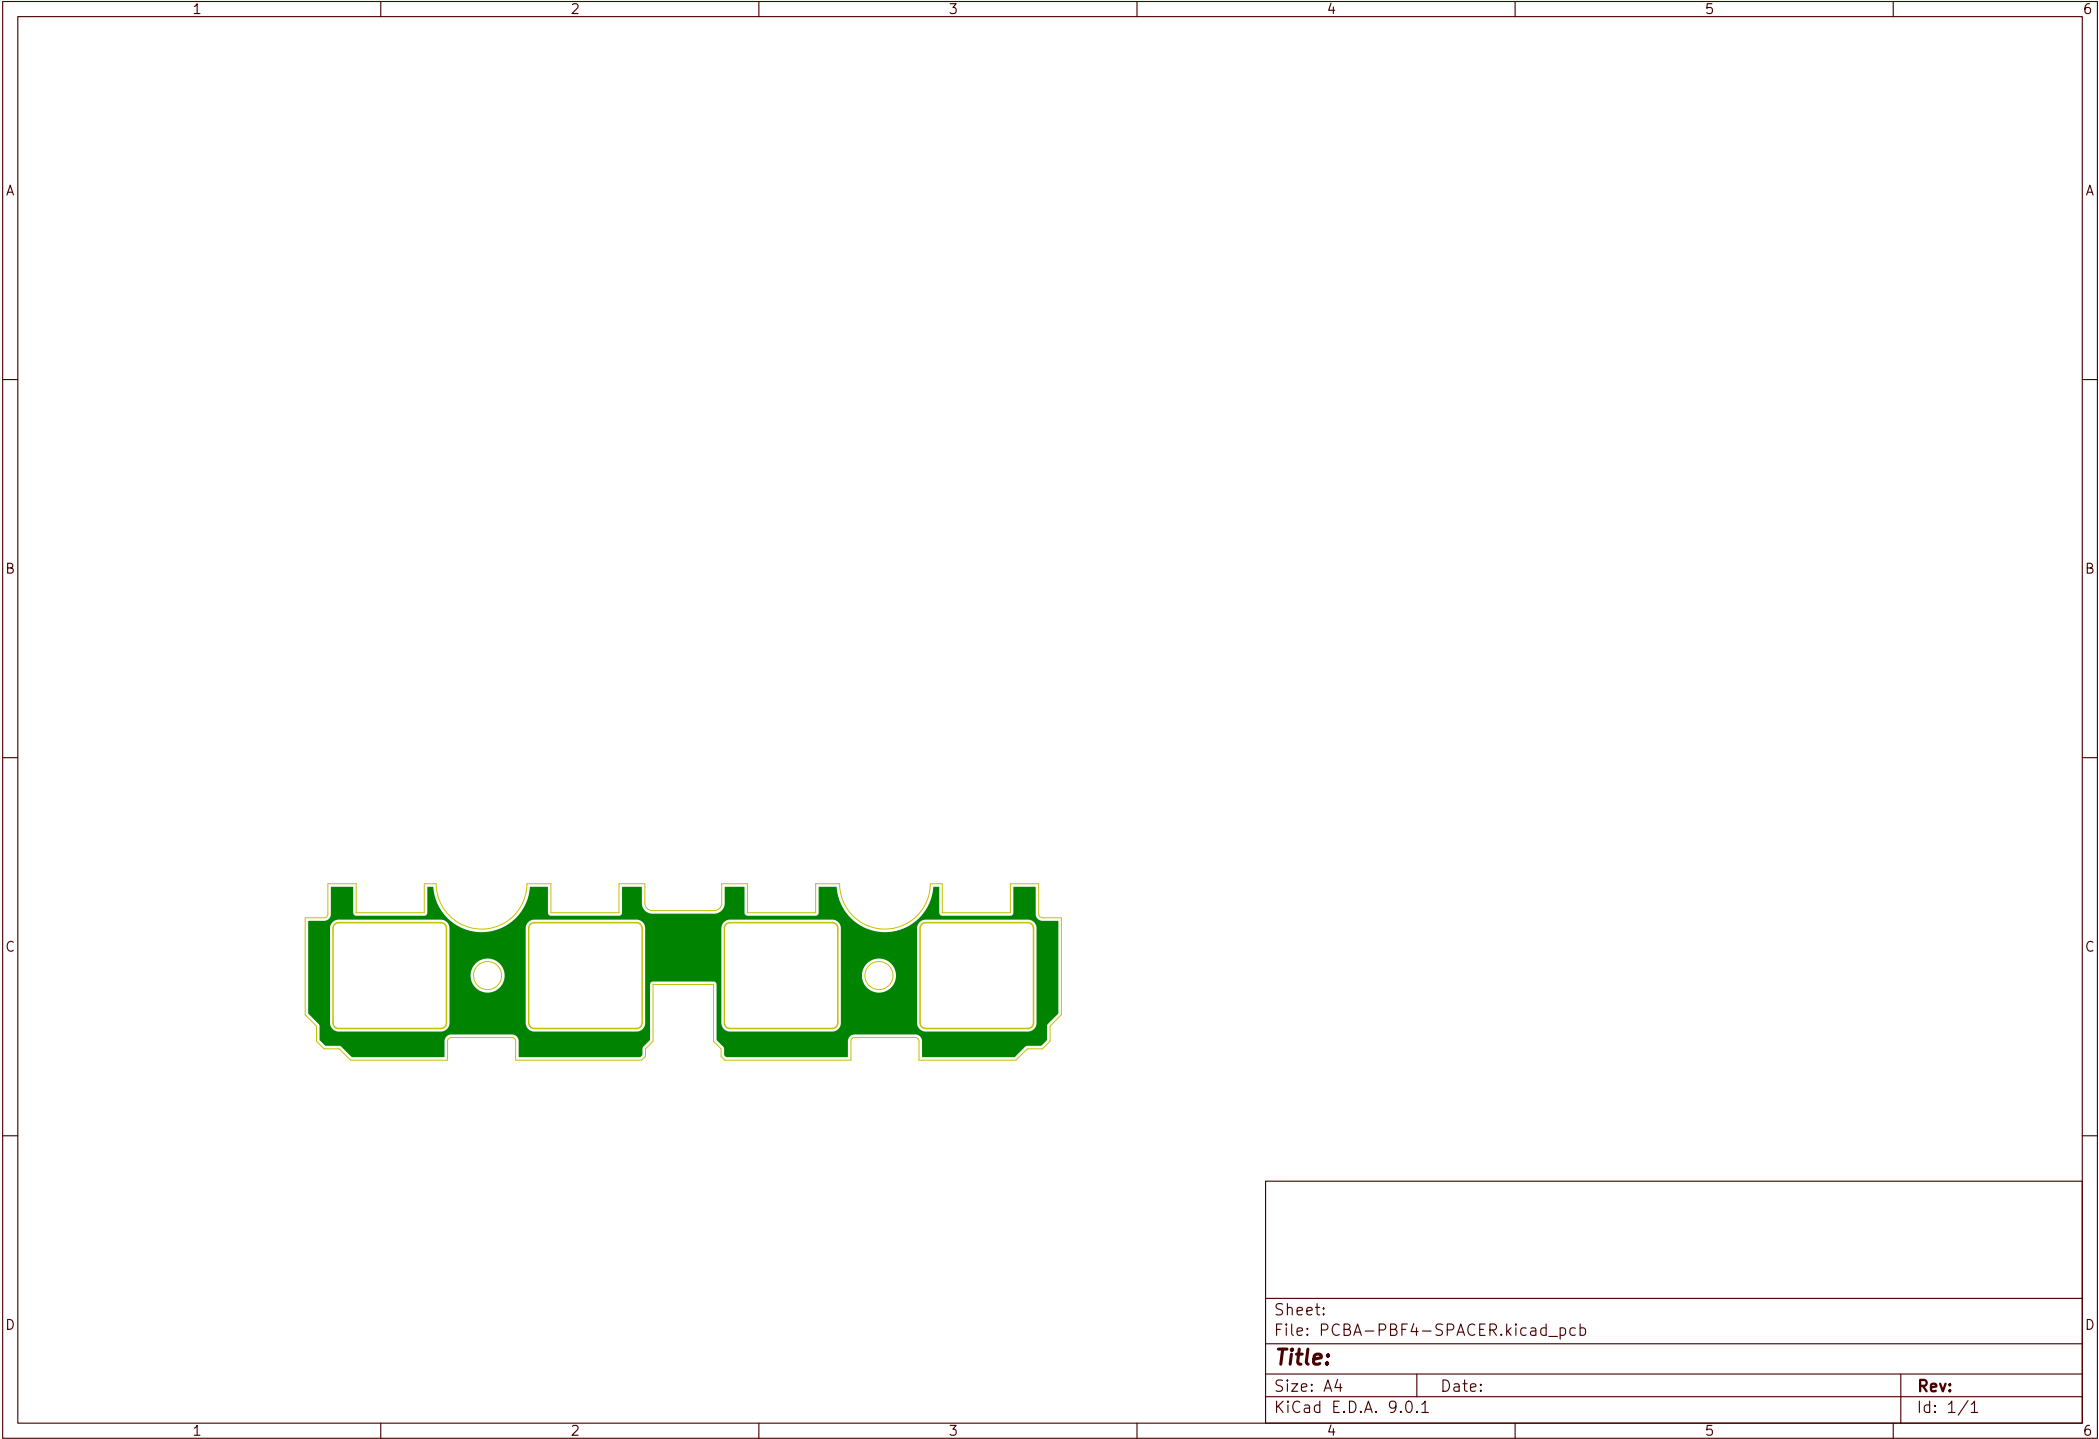 1 2 3 4 5 6
A A
B B
C C
Sheet:
File: PCBA-PBF4-SPACER.kicad_pcb
D D
Title:
Size: A4 Date: Rev:
KiCad E.D.A. 9.0.1 Id: 1/1
1 2 3 4 5 6